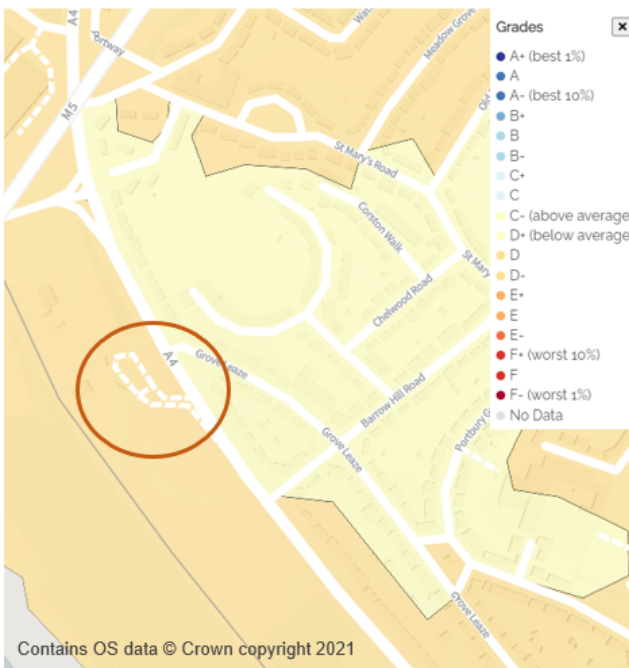 A4
Portway
M5
Meadow Grove
St Mary's Road
Corston Walk
St Mary
Chelwood Road
A4
Grove Leaze
Barrow Hill Road
Grove Leaze
Portbury G
Grove Leaze
Grades
×
A+ (best 1%)
A
A- (best 10%)
B+
B
B-
C+
C
C- (above average
D+ (below average
D
D-
E+
E
E-
F+ (worst 10%)
F
F- (worst 1%)
No Data
Contains OS data © Crown copyright 2021